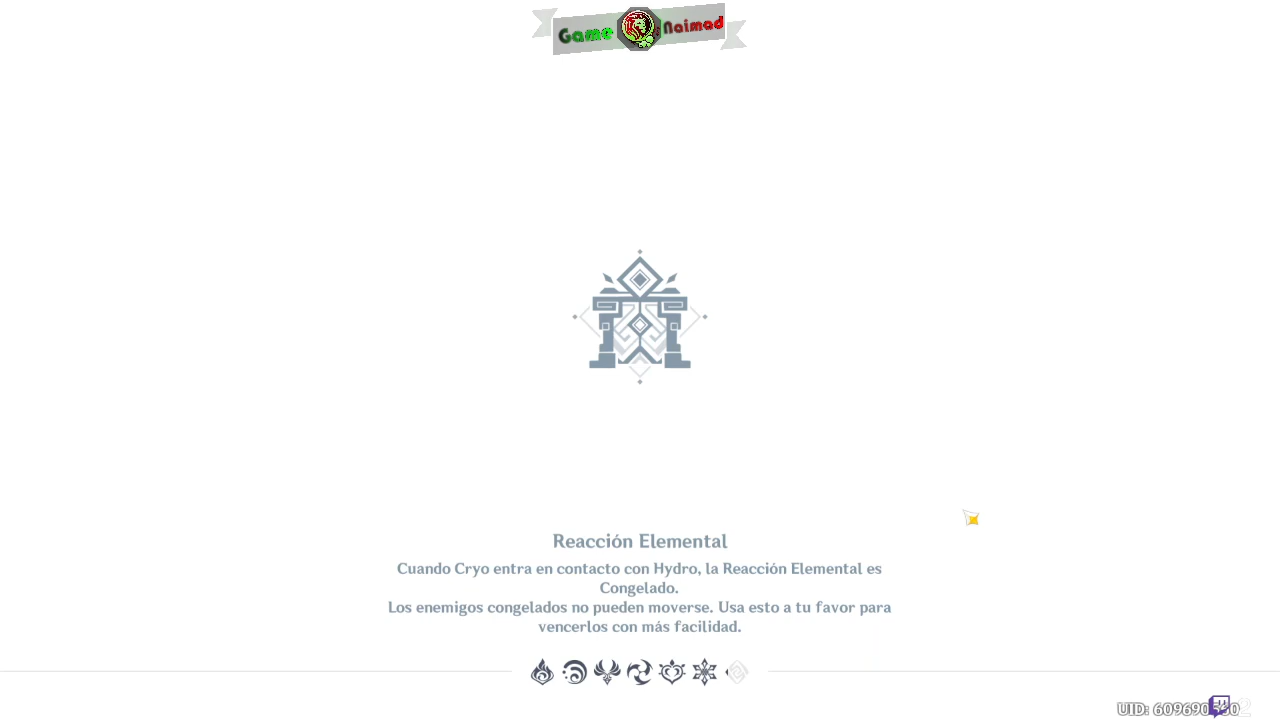 Game Naimad
Reacción Elemental
Cuando Cryo entra en contacto con Hydro, la Reacción Elemental es
Congelado.
Los enemigos congelados no pueden moverse. Usa esto a tu favor para
vencerlos con más facilidad.